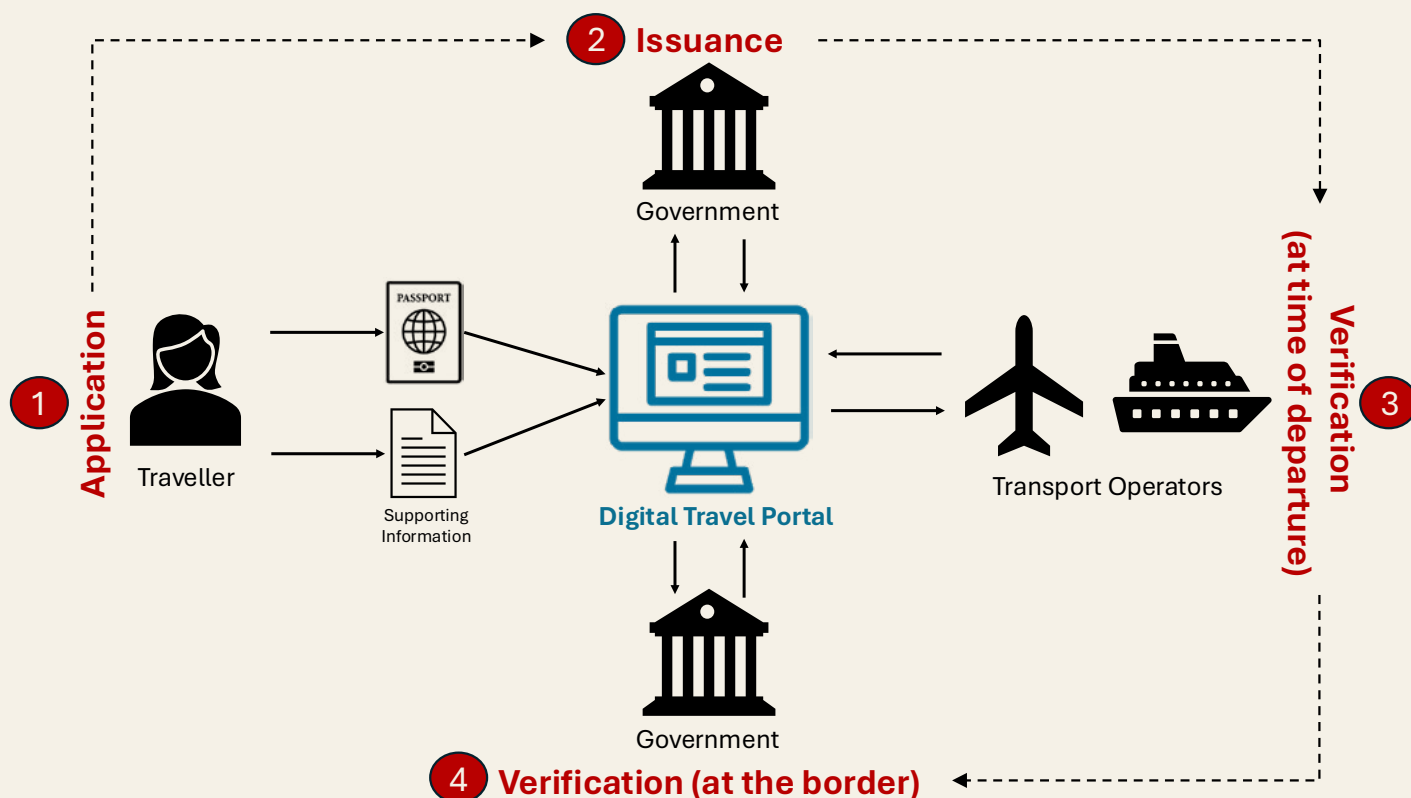 2 Issuance
Government
1
Application
Traveller
PASSPORT
Supporting
Information
Digital Travel Portal
Transport Operators
Verification
(at time of departure)
3
Government
4 Verification (at the border)